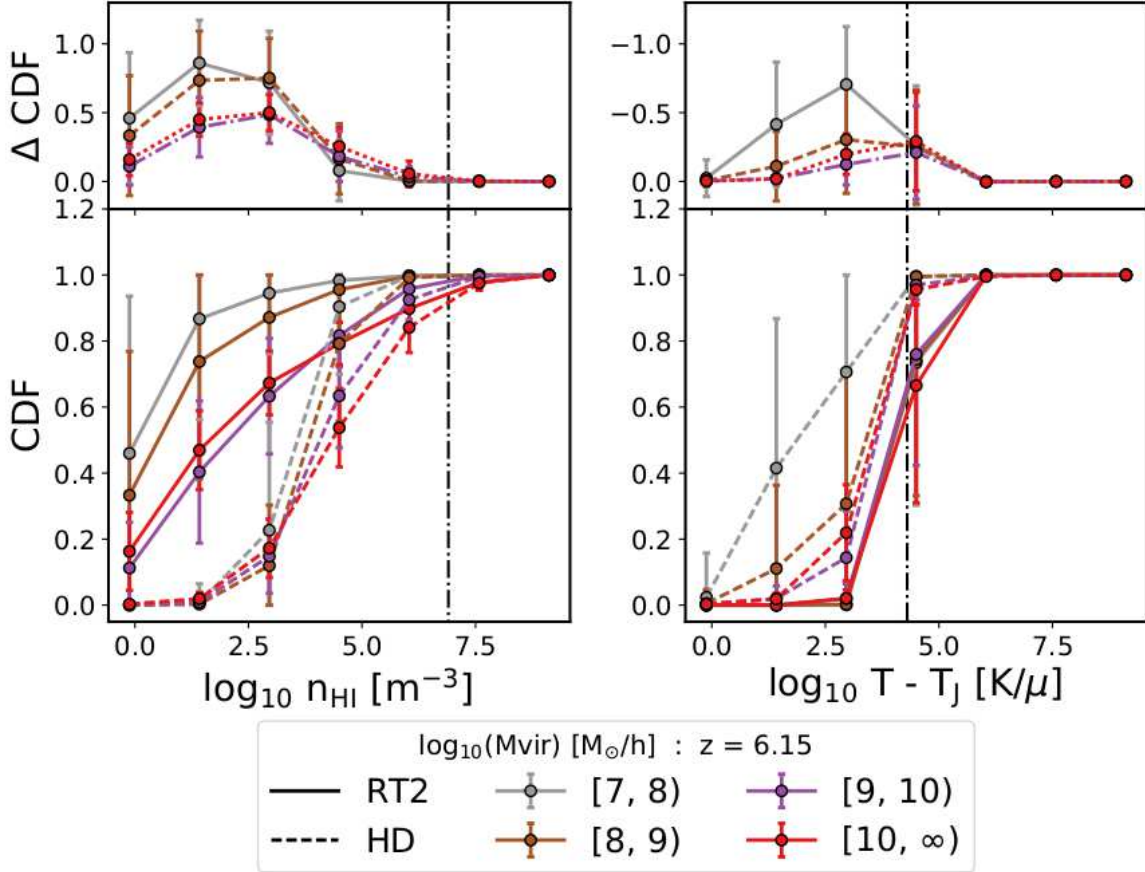 Δ CDF
1.0
0.5
0.0
−1.0
−0.5
0.0
CDF
1.2
1.0
0.8
0.6
0.4
0.2
0.0
1.2
1.0
0.8
0.6
0.4
0.2
0.0
0.0 2.5 5.0 7.5
0.0 2.5 5.0 7.5
log₁₀ n_HI [m⁻³]
log₁₀ T - T_J [K/μ]
log₁₀(Mvir) [M_⊙/h] : z = 6.15
RT2 [7, 8) [9, 10)
HD [8, 9) [10, ∞)